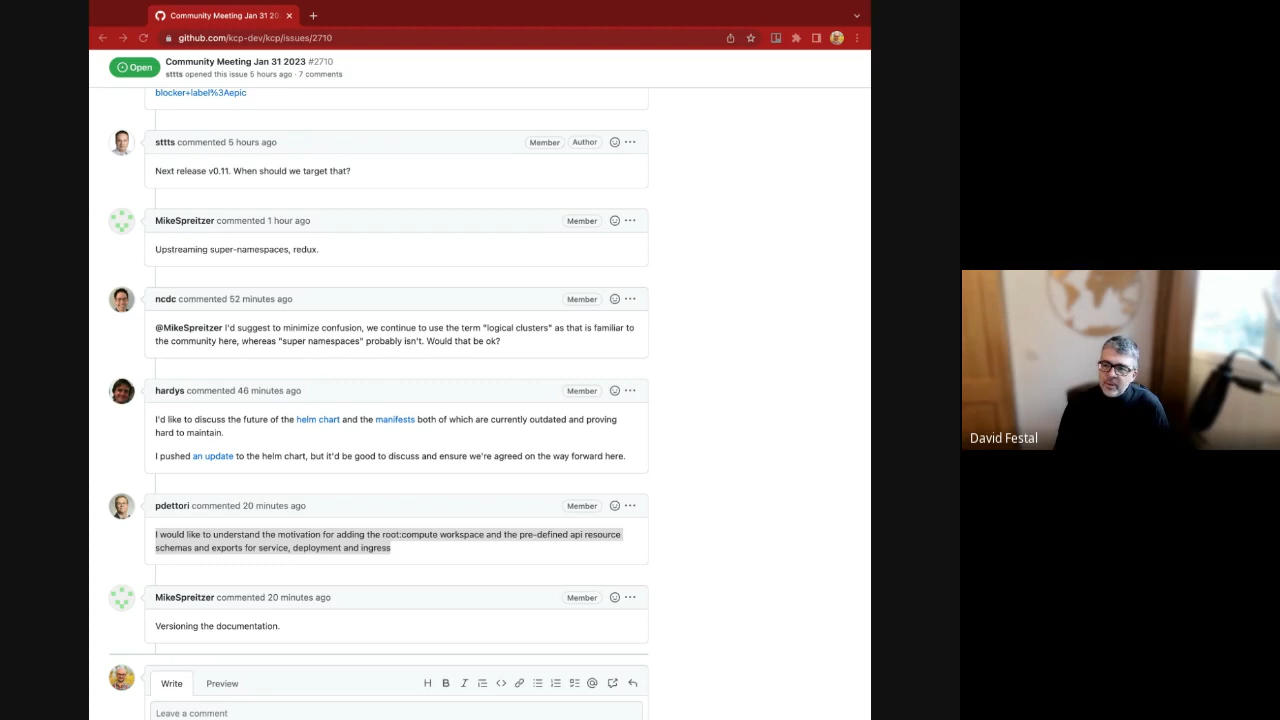 Community Meeting Jan 31 20
github.com/kcp-dev/kcp/issues/2710
Open
Community Meeting Jan 31 2023 #2710
sttts opened this issue 5 hours ago · 7 comments
blocker+label%3Aepic
sttts commented 5 hours ago
Member
Author
Next release v0.11. When should we target that?
MikeSpreitzer commented 1 hour ago
Member
Upstreaming super-namespaces, redux.
ncdc commented 52 minutes ago
Member
@MikeSpreitzer I'd suggest to minimize confusion, we continue to use the term "logical clusters" as that is familiar to
the community here, whereas "super namespaces" probably isn't. Would that be ok?
hardys commented 46 minutes ago
Member
I'd like to discuss the future of the helm chart and the manifests both of which are currently outdated and proving
hard to maintain.
I pushed an update to the helm chart, but it'd be good to discuss and ensure we're agreed on the way forward here.
pdettori commented 20 minutes ago
Member
I would like to understand the motivation for adding the root:compute workspace and the pre-defined api resource
schemas and exports for service, deployment and ingress
MikeSpreitzer commented 20 minutes ago
Member
Versioning the documentation.
Write
Preview
Leave a comment
David Festal